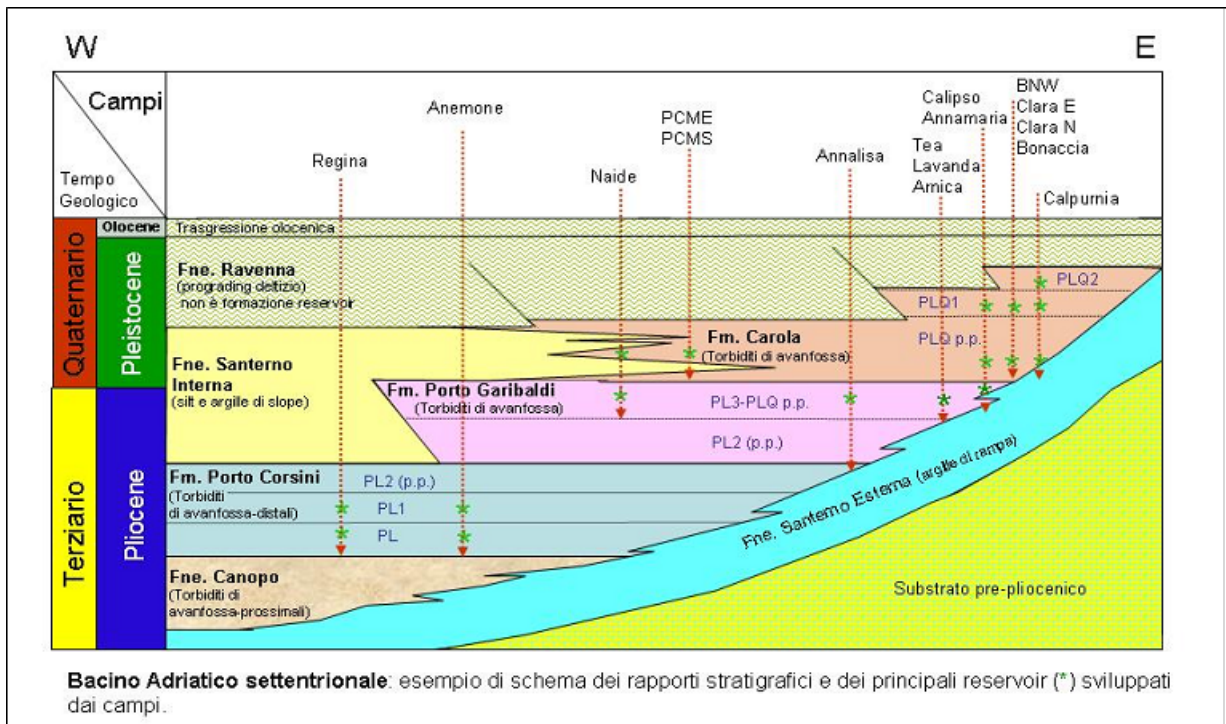 W
E
Campi
Tempo
Geologico
Regina
Anemone
Naide
PCME
PCMS
Annalisa
Calipso
Annamaria
Tea
Lavanda
Arnica
BNW
Clara E
Clara N
Bonaccia
Calpurnia
Quaternario
Terziario
Olocene
Pleistocene
Pliocene
Trasgressione olocenica
Fne. Ravenna
(prograding deltizio)
non è formazione reservoir
PLQ2
PLQ1
PLQ p.p.
Fm. Carola
(Torbiditi di avanfossa)
Fne. Santerno
Interna
(silt e argille di slope)
Fm. Porto Garibaldi
(Torbiditi di avanfossa)
PL3-PLQ p.p.
PL2 (p.p.)
Fm. Porto Corsini
(Torbiditi
di avanfossa-distali)
PL2 (p.p.)
PL1
PL
Fne. Santerno Esterna (argille di rampa)
Fne. Canopo
(Torbiditi di
avanfossa-prossimali)
Substrato pre-pliocenico
Bacino Adriatico settentrionale: esempio di schema dei rapporti stratigrafici e dei principali reservoir (*) sviluppati
dai campi.